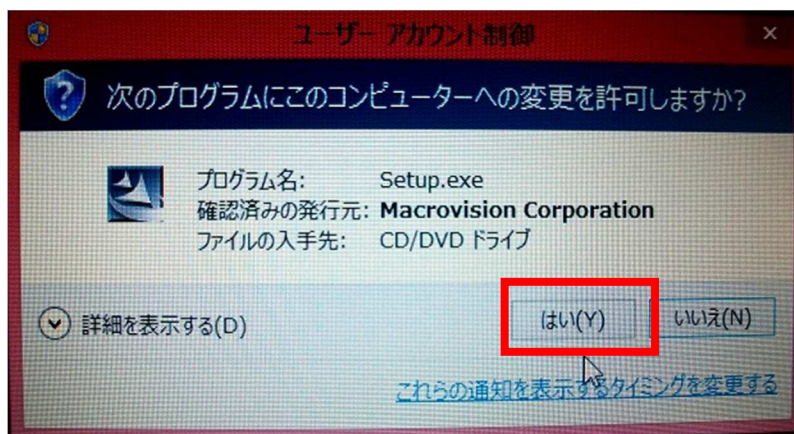 ユーザー アカウント制御
次のプログラムにこのコンピューターへの変更を許可しますか?
プログラム名: Setup.exe
確認済みの発行元: Macrovision Corporation
ファイルの入手先: CD/DVD ドライブ
詳細を表示する(D)
はい(Y) いいえ(N)
これらの通知を表示するタイミングを変更する